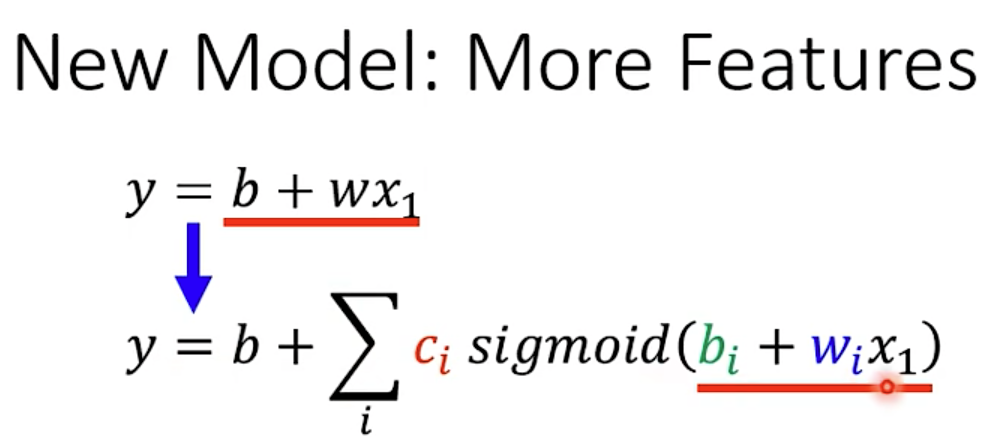 New Model: More Features
y = b + wx₁
y = b + ∑ᵢ cᵢ sigmoid(bᵢ + wᵢx₁)